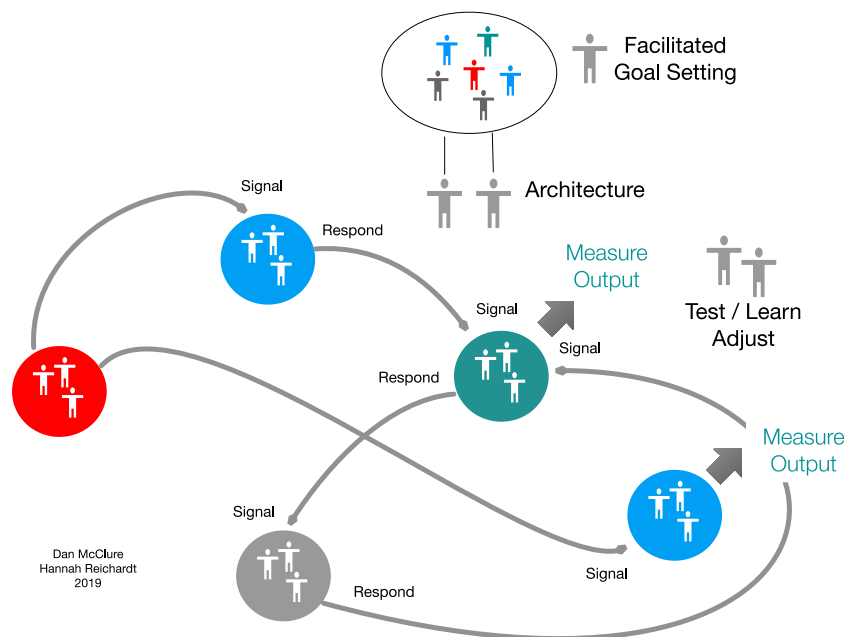 Facilitated
Goal Setting
Architecture
Signal
Respond
Measure
Output
Signal
Test / Learn
Adjust
Signal
Respond
Measure
Output
Signal
Dan McClure
Hannah Reichardt
2019
Signal
Respond